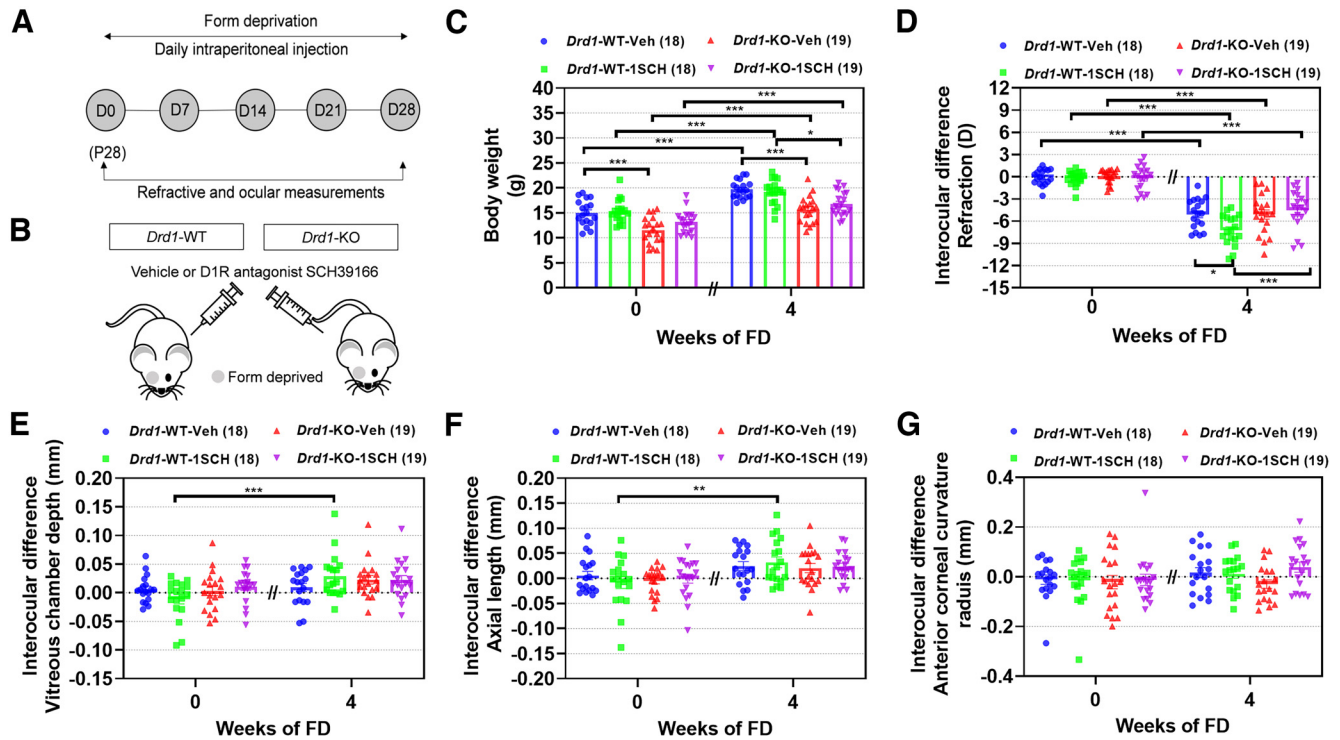 A
Form deprivation
Daily intraperitoneal injection
D0
D7
D14
D21
D28
(P28)
Refractive and ocular measurements
B
Drd1-WT
Drd1-KO
Vehicle or D1R antagonist SCH39166
Form deprived
C
Drd1-WT-Veh (18)
Drd1-KO-Veh (19)
Drd1-WT-1SCH (18)
Drd1-KO-1SCH (19)
Body weight
(g)
40
35
30
25
20
15
10
5
0
***
***
***
***
*
***
***
0
//
4
Weeks of FD
D
Drd1-WT-Veh (18)
Drd1-KO-Veh (19)
Drd1-WT-1SCH (18)
Drd1-KO-1SCH (19)
Interocular difference
Refraction (D)
12
9
6
3
0
-3
-6
-9
-12
-15
***
***
***
***
//
*
***
0
4
Weeks of FD
E
Drd1-WT-Veh (18)
Drd1-KO-Veh (19)
Drd1-WT-1SCH (18)
Drd1-KO-1SCH (19)
Interocular difference
Vitreous chamber depth (mm)
0.20
0.15
0.10
0.05
0.00
-0.05
-0.10
-0.15
***
//
0
4
Weeks of FD
F
Drd1-WT-Veh (18)
Drd1-KO-Veh (19)
Drd1-WT-1SCH (18)
Drd1-KO-1SCH (19)
Interocular difference
Axial length (mm)
0.20
0.15
0.10
0.05
0.00
-0.05
-0.10
-0.15
-0.20
**
//
0
4
Weeks of FD
G
Drd1-WT-Veh (18)
Drd1-KO-Veh (19)
Drd1-WT-1SCH (18)
Drd1-KO-1SCH (19)
Interocular difference
Anterior corneal curvature
raduis (mm)
0.4
0.2
0.0
-0.2
-0.4
//
0
4
Weeks of FD